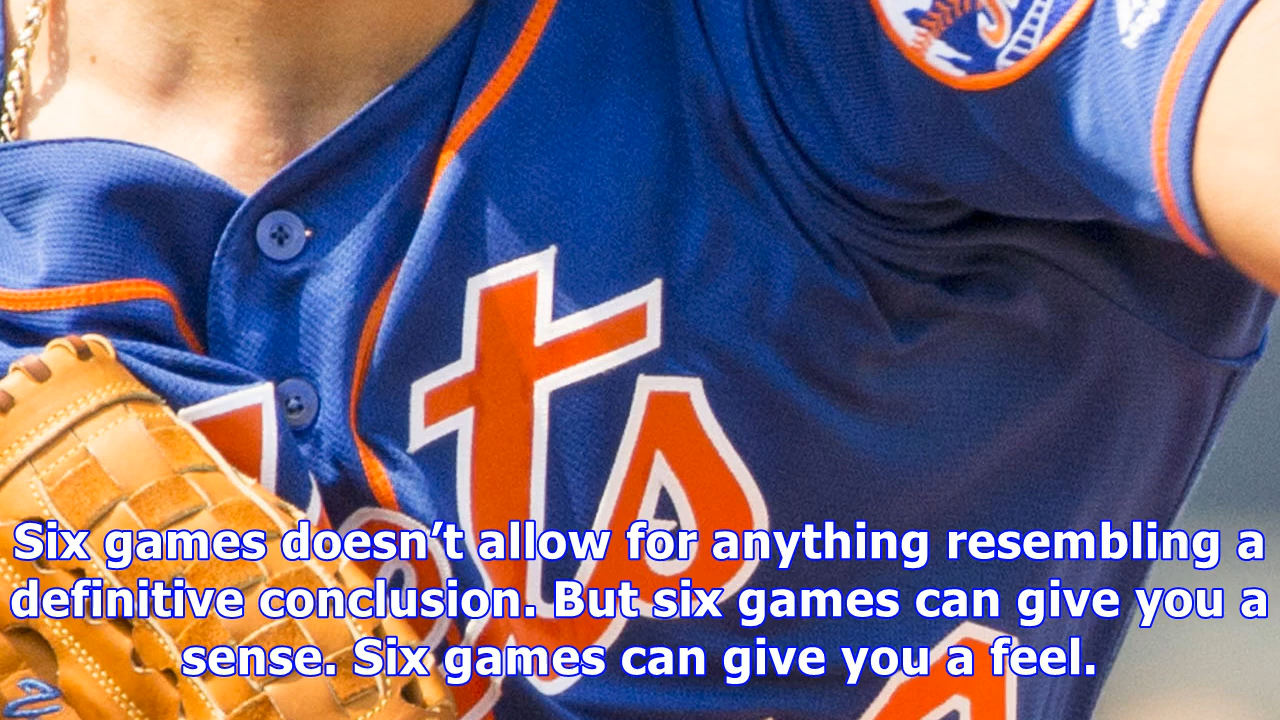 ets
Six games doesn’t allow for anything resembling a
definitive conclusion. But six games can give you a
sense. Six games can give you a feel.